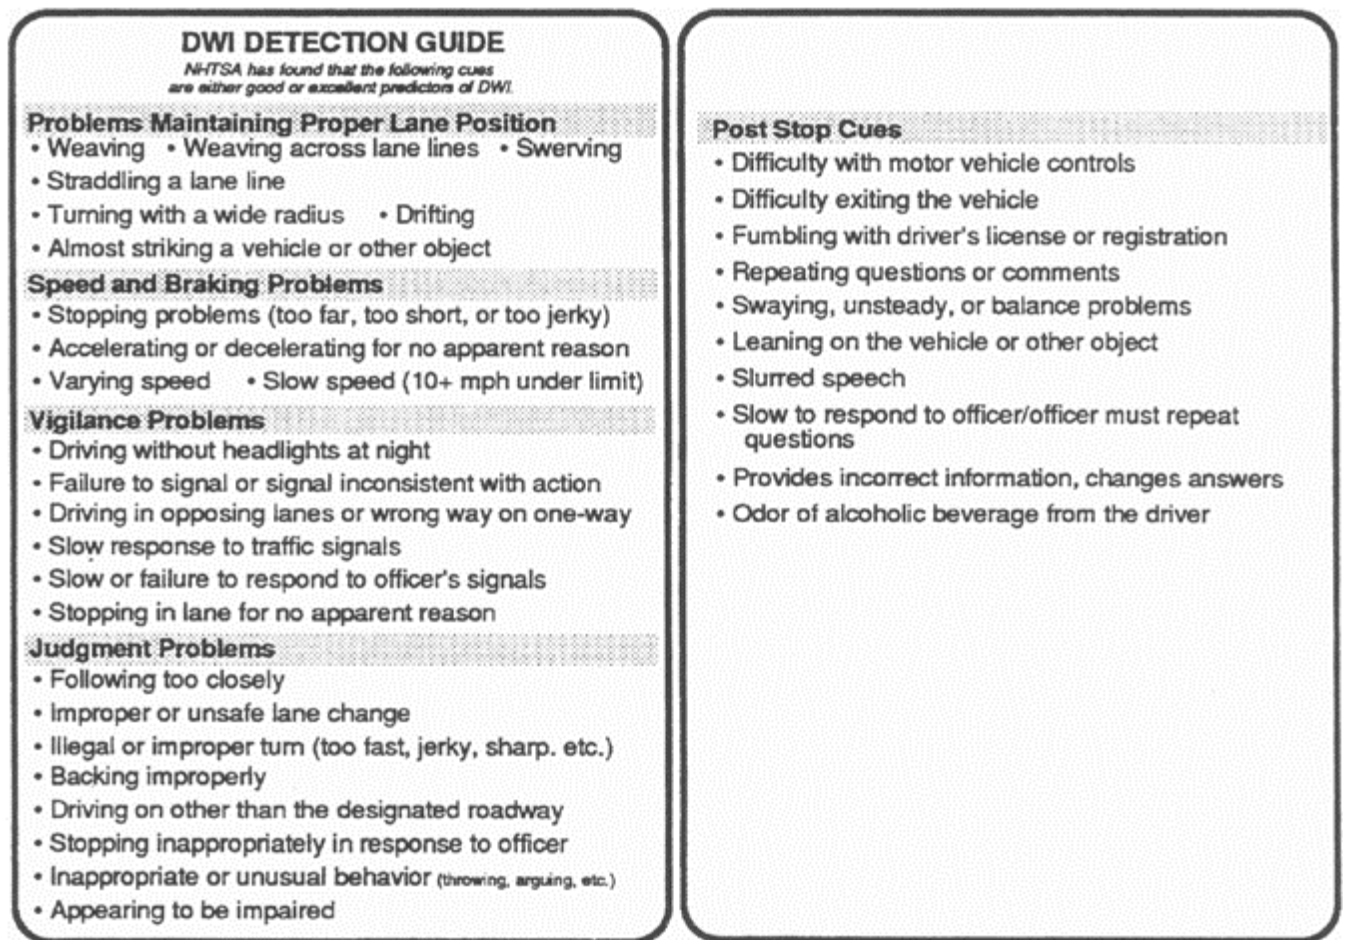 DWI DETECTION GUIDE
NHTSA has found that the following cues
are either good or excellent predictors of DWI.
Problems Maintaining Proper Lane Position
• Weaving • Weaving across lane lines • Swerving
• Straddling a lane line
• Turning with a wide radius • Drifting
• Almost striking a vehicle or other object
Speed and Braking Problems
• Stopping problems (too far, too short, or too jerky)
• Accelerating or decelerating for no apparent reason
• Varying speed • Slow speed (10+ mph under limit)
Vigilance Problems
• Driving without headlights at night
• Failure to signal or signal inconsistent with action
• Driving in opposing lanes or wrong way on one-way
• Slow response to traffic signals
• Slow or failure to respond to officer's signals
• Stopping in lane for no apparent reason
Judgment Problems
• Following too closely
• Improper or unsafe lane change
• Illegal or improper turn (too fast, jerky, sharp. etc.)
• Backing improperly
• Driving on other than the designated roadway
• Stopping inappropriately in response to officer
• Inappropriate or unusual behavior (throwing, arguing, etc.)
• Appearing to be impaired
Post Stop Cues
• Difficulty with motor vehicle controls
• Difficulty exiting the vehicle
• Fumbling with driver's license or registration
• Repeating questions or comments
• Swaying, unsteady, or balance problems
• Leaning on the vehicle or other object
• Slurred speech
• Slow to respond to officer/officer must repeat
questions
• Provides incorrect information, changes answers
• Odor of alcoholic beverage from the driver